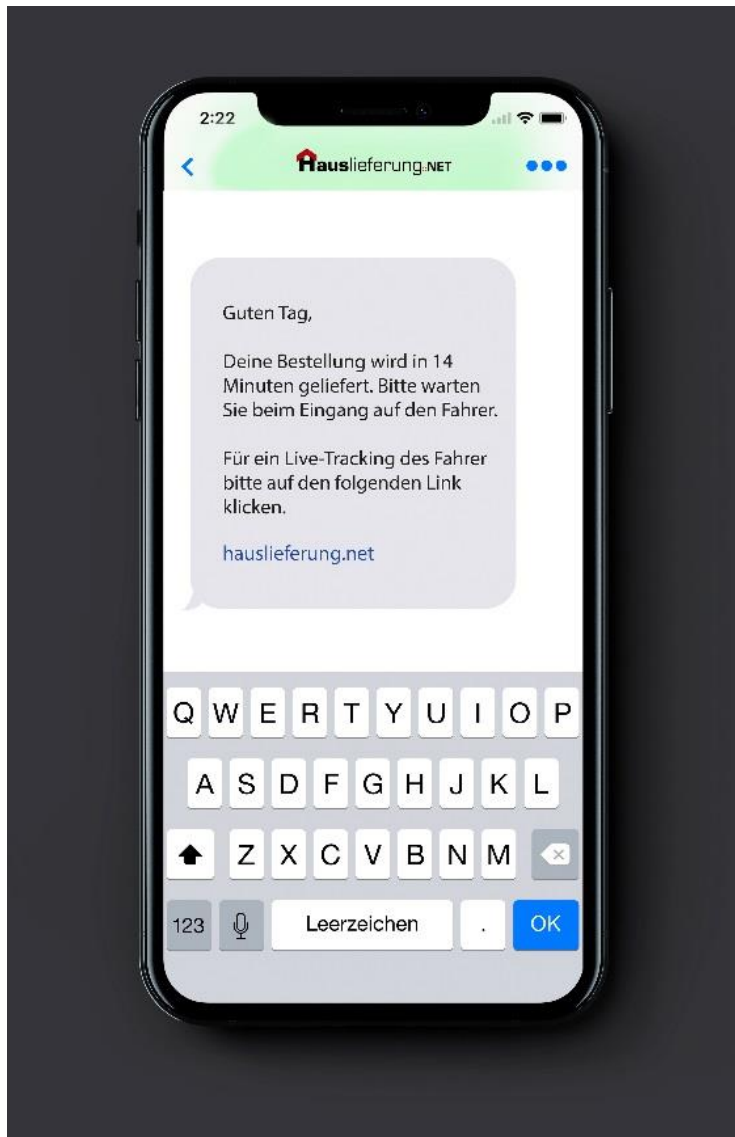 2:22
Hauslieferung.NET
Guten Tag,
Deine Bestellung wird in 14
Minuten geliefert. Bitte warten
Sie beim Eingang auf den Fahrer.
Für ein Live-Tracking des Fahrer
bitte auf den folgenden Link
klicken.
hauslieferung.net
Q W E R T Y U I O P
A S D F G H J K L
Z X C V B N M
123 Leerzeichen . OK